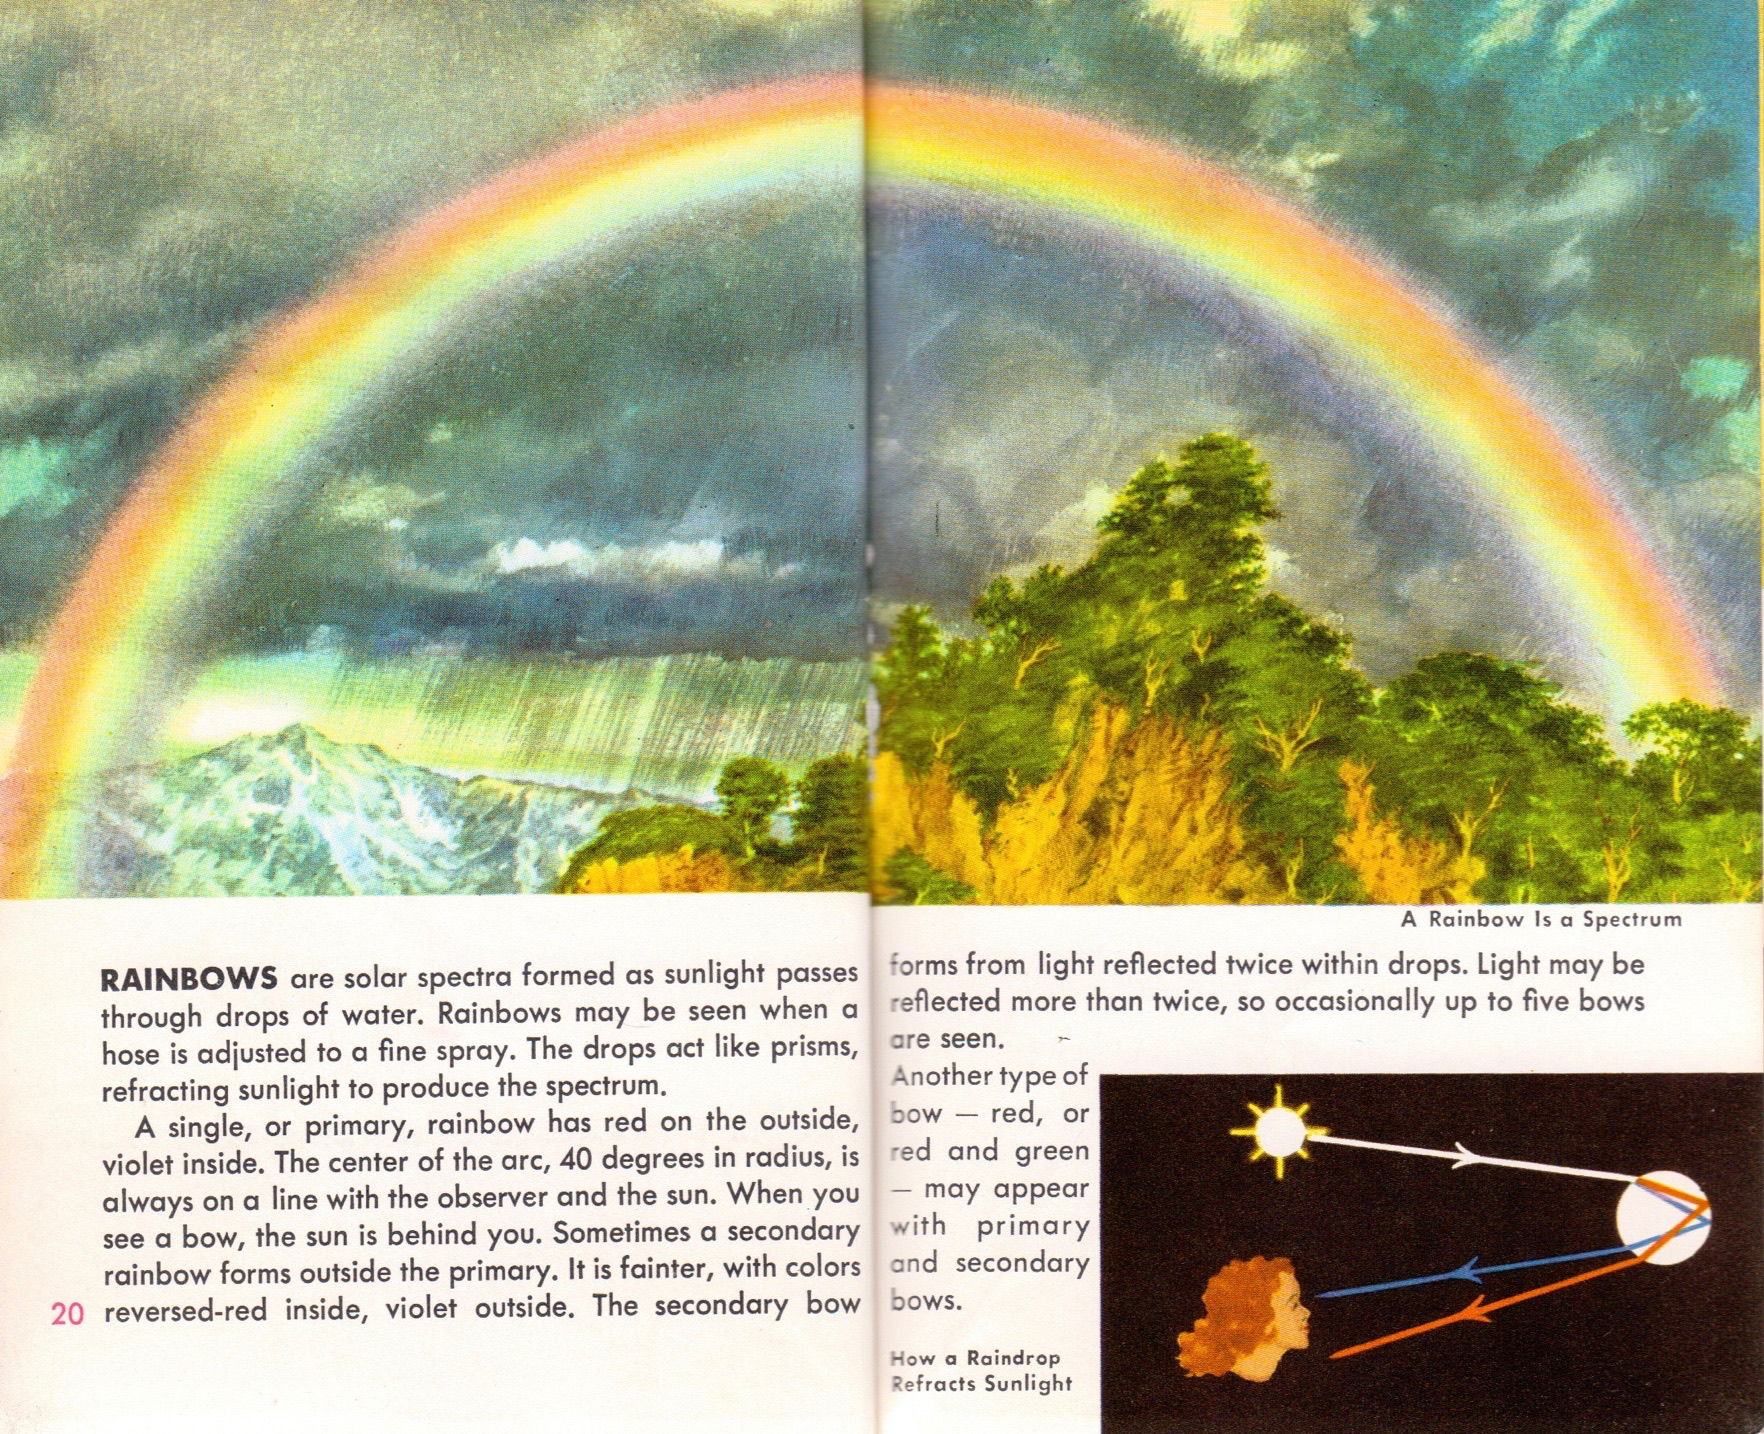 RAINBOWS are solar spectra formed as sunlight passes
through drops of water. Rainbows may be seen when a
hose is adjusted to a fine spray. The drops act like prisms,
refracting sunlight to produce the spectrum.
A single, or primary, rainbow has red on the outside,
violet inside. The center of the arc, 40 degrees in radius, is
always on a line with the observer and the sun. When you
see a bow, the sun is behind you. Sometimes a secondary
rainbow forms outside the primary. It is fainter, with colors
reversed-red inside, violet outside. The secondary bow
20
A Rainbow Is a Spectrum
forms from light reflected twice within drops. Light may be
reflected more than twice, so occasionally up to five bows
are seen.
Another type of
bow — red, or
red and green
— may appear
with primary
and secondary
bows.
How a Raindrop
Refracts Sunlight